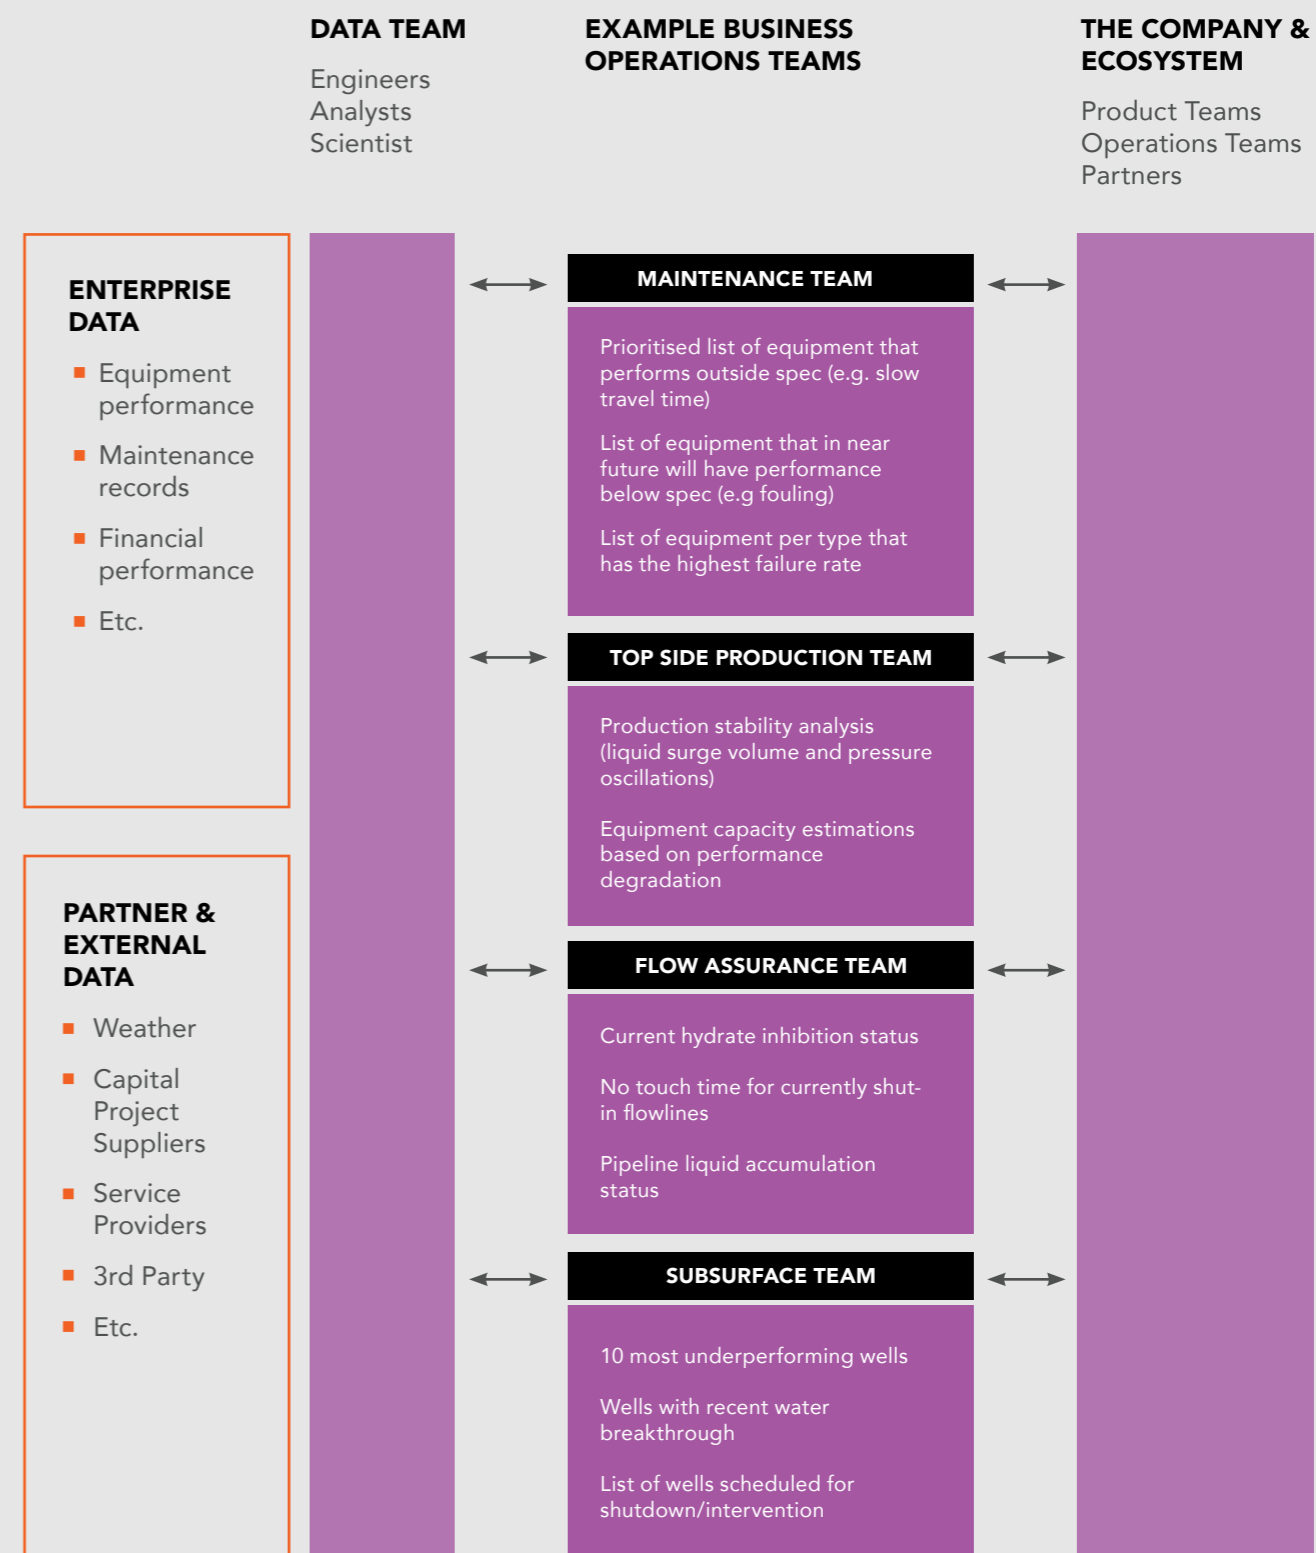 DATA TEAM
Engineers
Analysts
Scientist
EXAMPLE BUSINESS
OPERATIONS TEAMS
THE COMPANY &
ECOSYSTEM
Product Teams
Operations Teams
Partners
ENTERPRISE
DATA
Equipment
performance
Maintenance
records
Financial
performance
Etc.
PARTNER &
EXTERNAL
DATA
Weather
Capital
Project
Suppliers
Service
Providers
3rd Party
Etc.
MAINTENANCE TEAM
Prioritised list of equipment that
performs outside spec (e.g. slow
travel time)
List of equipment that in near
future will have performance
below spec (e.g fouling)
List of equipment per type that
has the highest failure rate
TOP SIDE PRODUCTION TEAM
Production stability analysis
(liquid surge volume and pressure
oscillations)
Equipment capacity estimations
based on performance
degradation
FLOW ASSURANCE TEAM
Current hydrate inhibition status
No touch time for currently shut-
in flowlines
Pipeline liquid accumulation
status
SUBSURFACE TEAM
10 most underperforming wells
Wells with recent water
breakthrough
List of wells scheduled for
shutdown/intervention